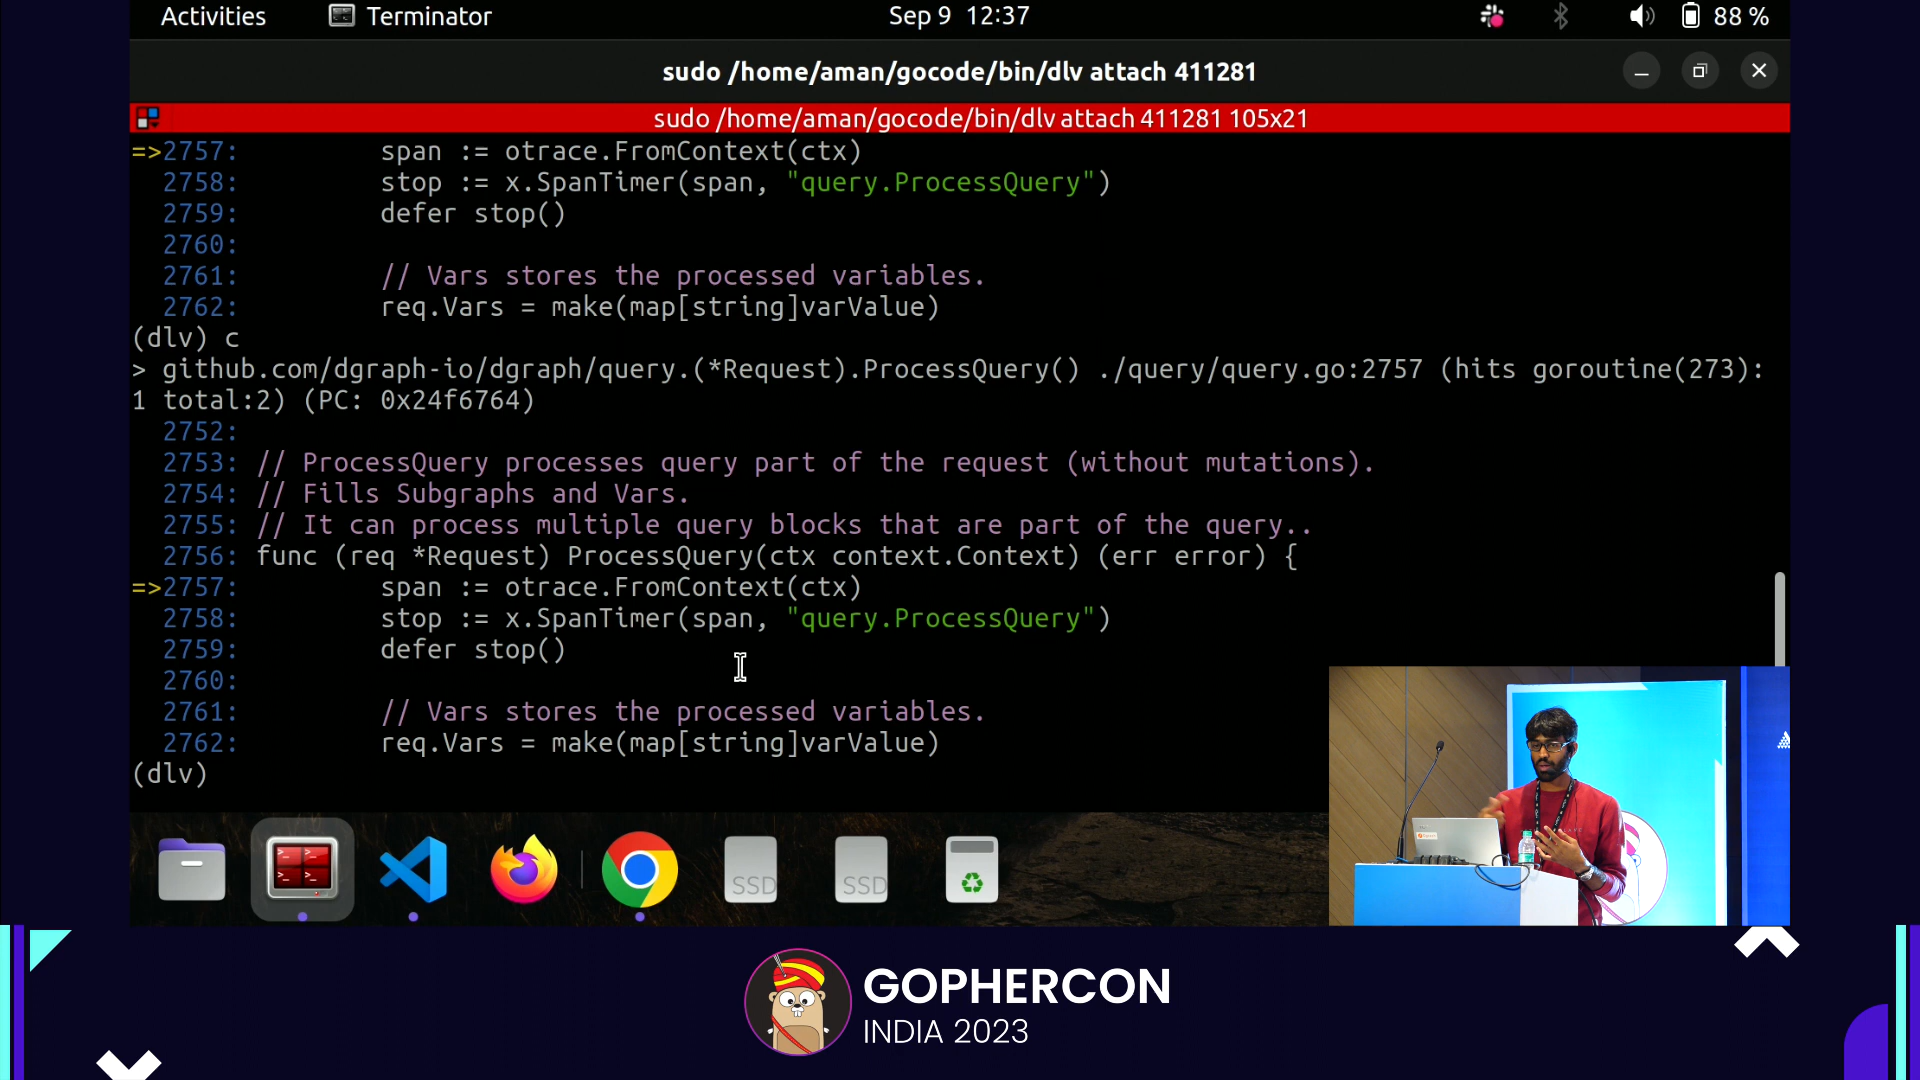 Activities Terminator Sep 9 12:37 88 %
sudo /home/aman/gocode/bin/dlv attach 411281
sudo /home/aman/gocode/bin/dlv attach 411281 105x21
=>2757: span := otrace.FromContext(ctx)
2758: stop := x.SpanTimer(span, "query.ProcessQuery")
2759: defer stop()
2760:
2761: // Vars stores the processed variables.
2762: req.Vars = make(map[string]varValue)
(dlv) c
> github.com/dgraph-io/dgraph/query.(*Request).ProcessQuery() ./query/query.go:2757 (hits goroutine(273):
1 total:2) (PC: 0x24f6764)
2752:
2753: // ProcessQuery processes query part of the request (without mutations).
2754: // Fills Subgraphs and Vars.
2755: // It can process multiple query blocks that are part of the query..
2756: func (req *Request) ProcessQuery(ctx context.Context) (err error) {
=>2757: span := otrace.FromContext(ctx)
2758: stop := x.SpanTimer(span, "query.ProcessQuery")
2759: defer stop()
2760:
2761: // Vars stores the processed variables.
2762: req.Vars = make(map[string]varValue)
(dlv)
SSD SSD
GOPHERCON
INDIA 2023